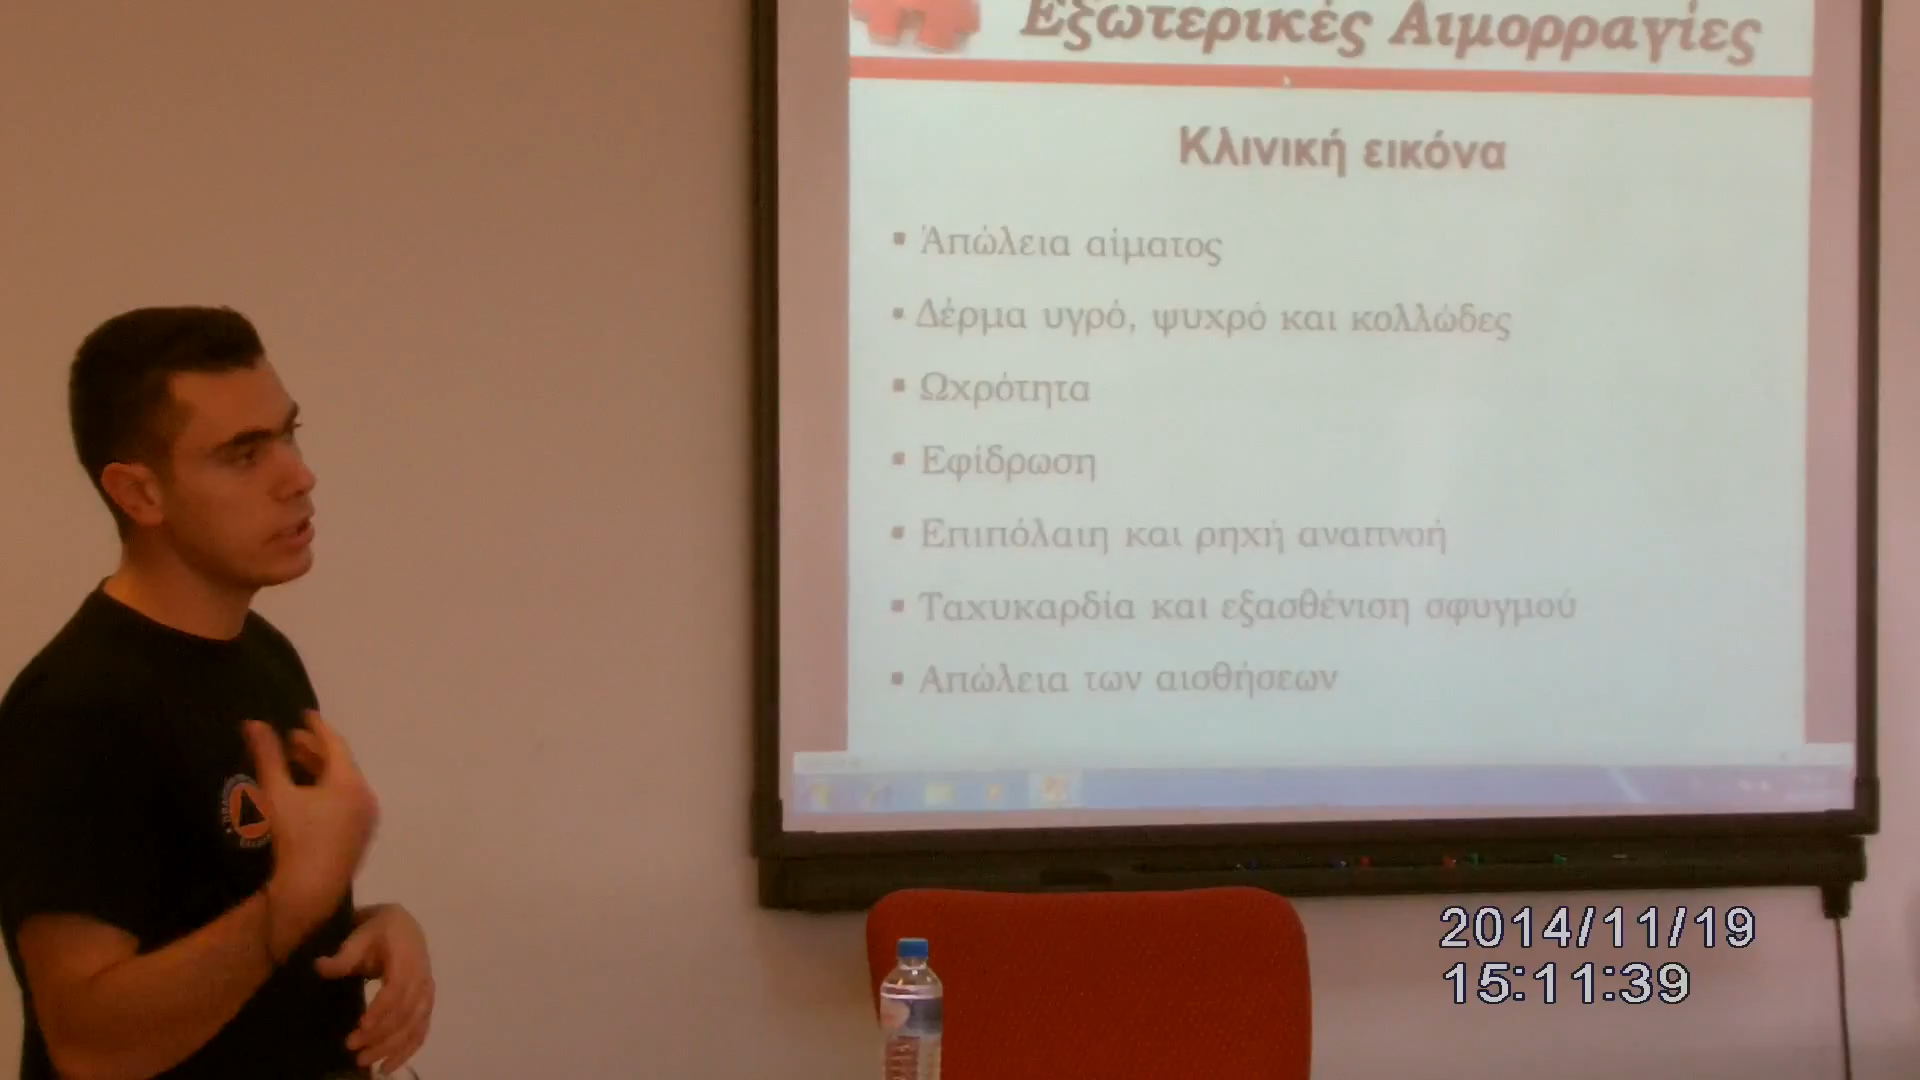 Εξωτερικές Αιμορραγίες
Κλινική εικόνα
▪ Άπώλεια αίματος
▪ Δέρμα υγρό, ψυχρό και κολλώδες
▪ Ωχρότητα
▪ Εφίδρωση
▪ Επιπόλαιη και ρηχή αναπνοή
▪ Ταχυκαρδία και εξασθένιση σφυγμού
▪ Απώλεια των αισθήσεων
2014/11/19
15:11:39